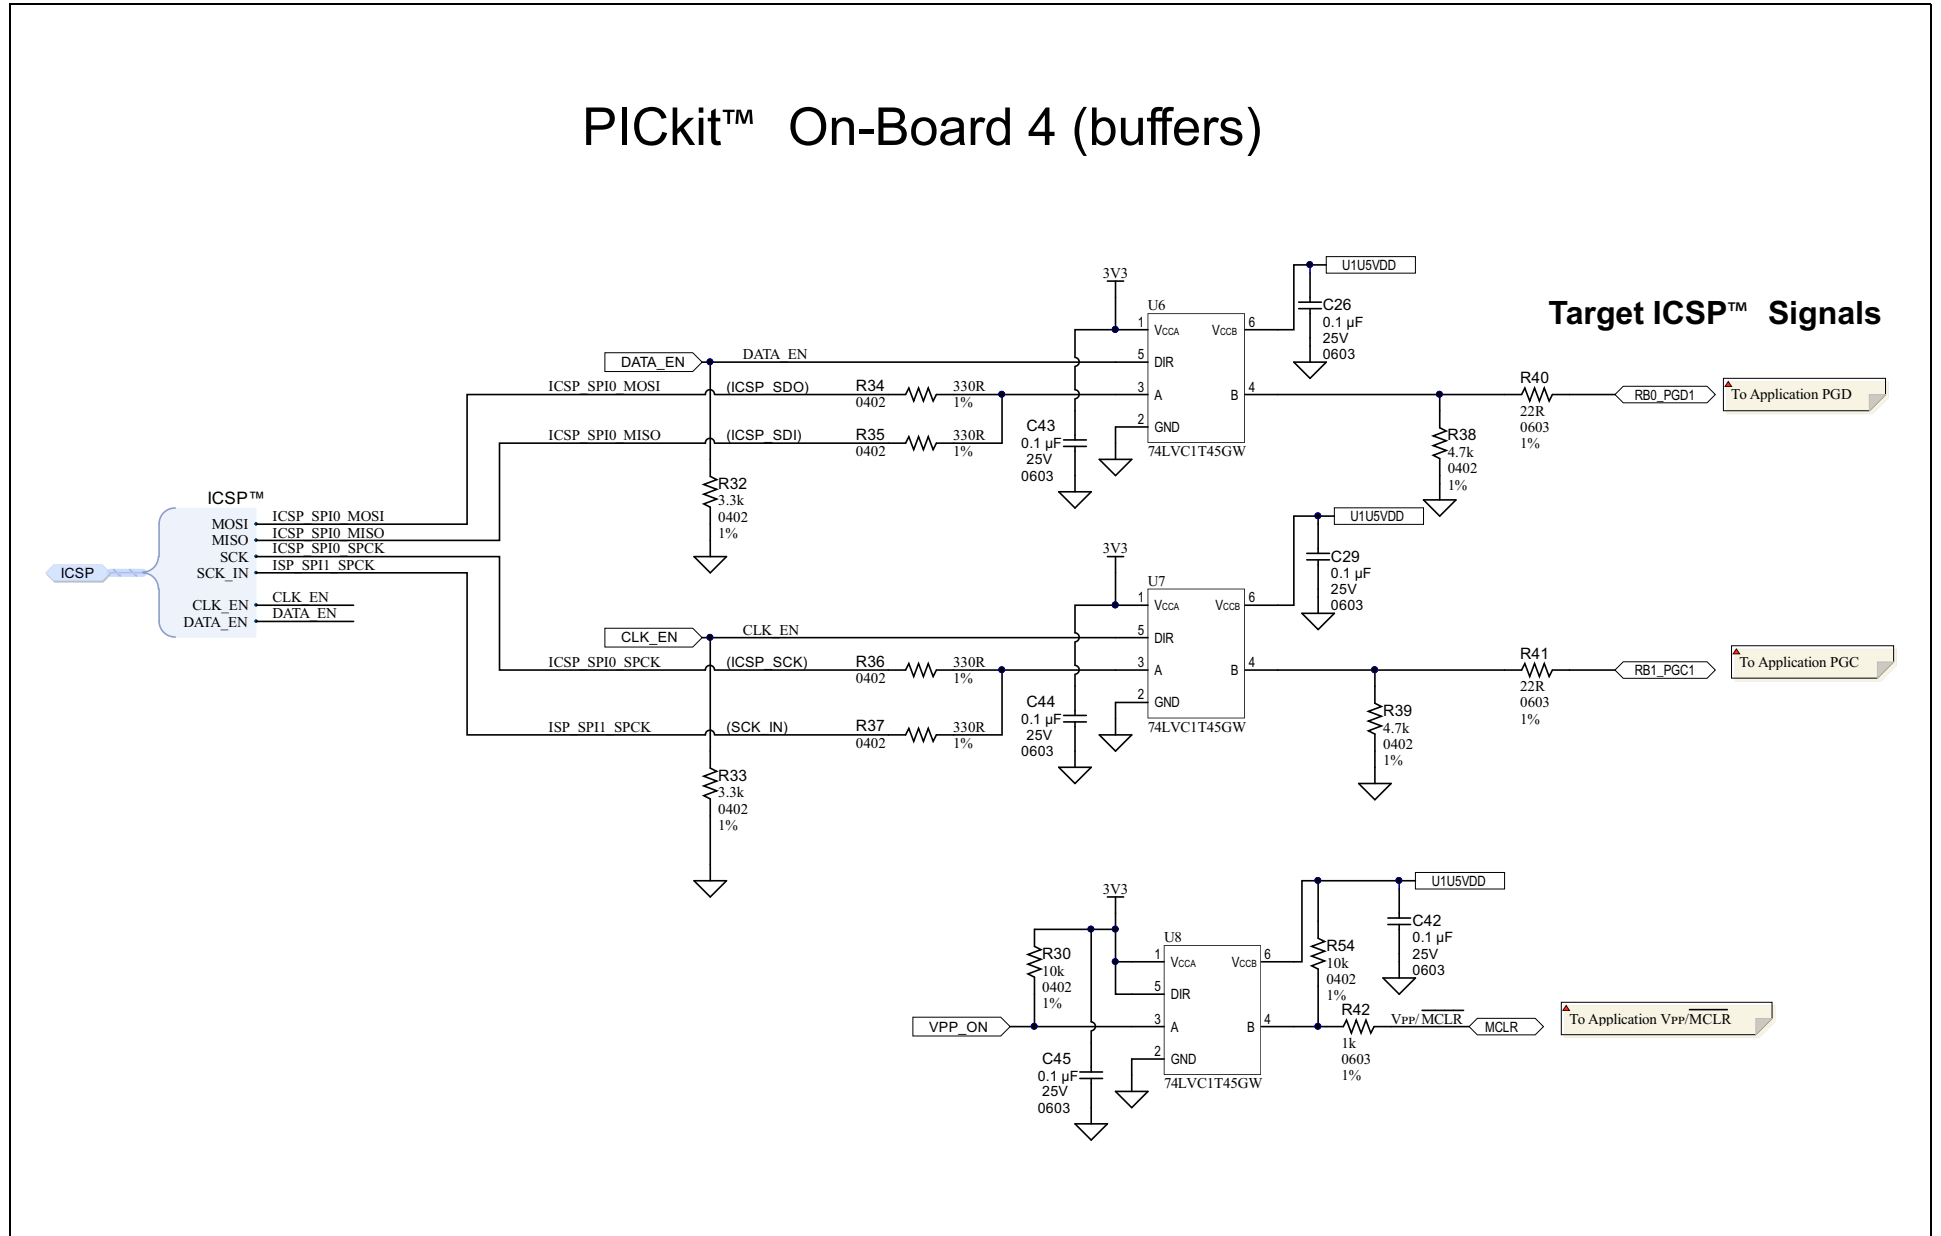 PICkit™ On-Board 4 (buffers)
Target ICSP™ Signals
3V3
U1U5VDD
U6
C26
0.1 µF
25V
0603
1 VCCA VCCB 6
5 DIR
3 A B 4
2 GND
74LVC1T45GW
DATA_EN
DATA_EN
ICSP_SPI0_MOSI (ICSP_SDO) R34 330R
0402 1%
ICSP_SPI0_MISO (ICSP_SDI) R35 330R
0402 1%
C43
0.1 µF
25V
0603
R32
3.3k
0402
1%
R38
4.7k
0402
1%
R40
22R
0603
1%
RB0_PGD1
To Application PGD
ICSP™
ICSP
MOSI ICSP_SPI0_MOSI
MISO ICSP_SPI0_MISO
SCK ICSP_SPI0_SPCK
SCK_IN ISP_SPI1_SPCK
CLK_EN CLK_EN
DATA_EN DATA_EN
3V3
U1U5VDD
U7
C29
0.1 µF
25V
0603
1 VCCA VCCB 6
5 DIR
3 A B 4
2 GND
74LVC1T45GW
CLK_EN
CLK_EN
ICSP_SPI0_SPCK (ICSP_SCK) R36 330R
0402 1%
ISP_SPI1_SPCK (SCK_IN) R37 330R
0402 1%
C44
0.1 µF
25V
0603
R33
3.3k
0402
1%
R39
4.7k
0402
1%
R41
22R
0603
1%
RB1_PGC1
To Application PGC
3V3
U1U5VDD
U8
R30
10k
0402
1%
1 VCCA VCCB 6
5 DIR
3 A B 4
2 GND
74LVC1T45GW
R54
10k
0402
1%
C42
0.1 µF
25V
0603
VPP_ON
C45
0.1 µF
25V
0603
R42
1k
0603
1%
VPP/MCLR
MCLR
To Application VPP/MCLR